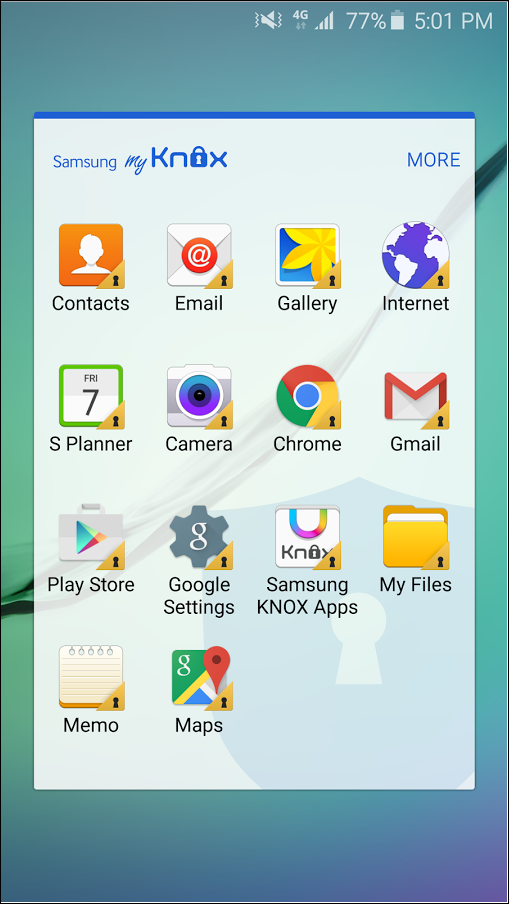 4G 77% 5:01 PM
Samsung my Knox MORE
Contacts Email Gallery Internet
FRI
7
S Planner Camera Chrome Gmail
g
Knox
Play Store Google Settings Samsung KNOX Apps My Files
g
Memo Maps